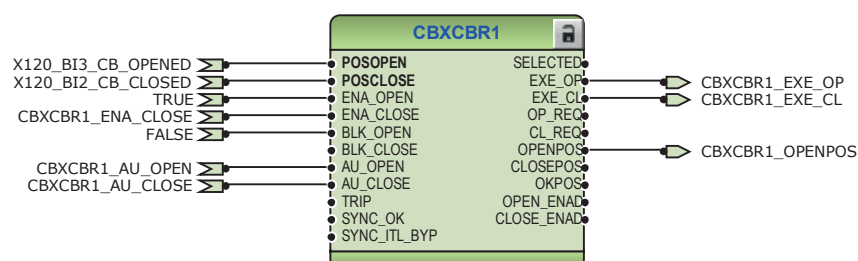 CBXCBR1
X120_BI3_CB_OPENED POSOPEN SELECTED
X120_BI2_CB_CLOSED POSCLOSE EXE_OP CBXCBR1_EXE_OP
TRUE ENA_OPEN EXE_CL CBXCBR1_EXE_CL
CBXCBR1_ENA_CLOSE ENA_CLOSE OP_REQ
FALSE BLK_OPEN CL_REQ
BLK_CLOSE OPENPOS CBXCBR1_OPENPOS
CBXCBR1_AU_OPEN AU_OPEN CLOSEPOS
CBXCBR1_AU_CLOSE AU_CLOSE OKPOS
TRIP OPEN_ENAD
SYNC_OK CLOSE_ENAD
SYNC_ITL_BYP